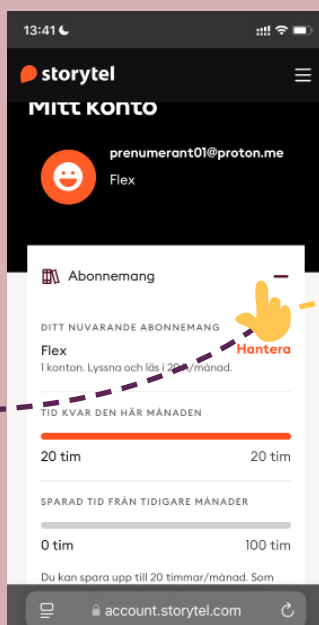 13:41
storytel
Mitt konto
prenumerant01@proton.me
Flex
Abonnemang
DITT NUVARANDE ABONNEMANG
Flex
Hantera
1 konton. Lyssna och läs i 20 h/månad.
TID KVAR DEN HÄR MÅNADEN
20 tim
20 tim
SPARAD TID FRÅN TIDIGARE MÅNADER
0 tim
100 tim
Du kan spara upp till 20 timmar/månad. Som
account.storytel.com